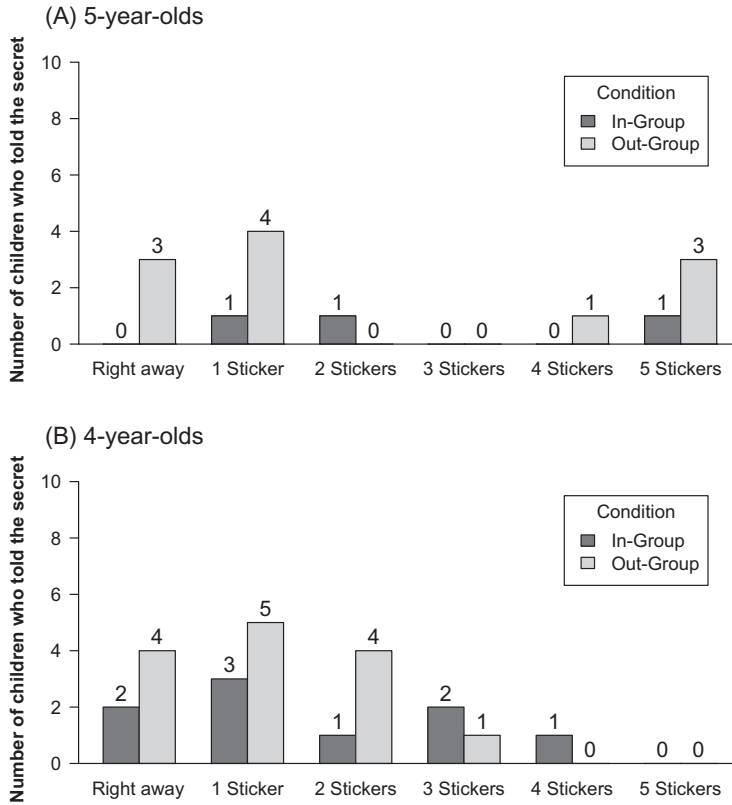 (A) 5-year-olds
Number of children who told the secret
10
8
6
4
2
0
Condition
In-Group
Out-Group
0 3 1 4 1 0 0 0 0 1 1 3
Right away 1 Sticker 2 Stickers 3 Stickers 4 Stickers 5 Stickers
(B) 4-year-olds
Number of children who told the secret
10
8
6
4
2
0
Condition
In-Group
Out-Group
2 4 3 5 1 4 2 1 1 0 0 0
Right away 1 Sticker 2 Stickers 3 Stickers 4 Stickers 5 Stickers